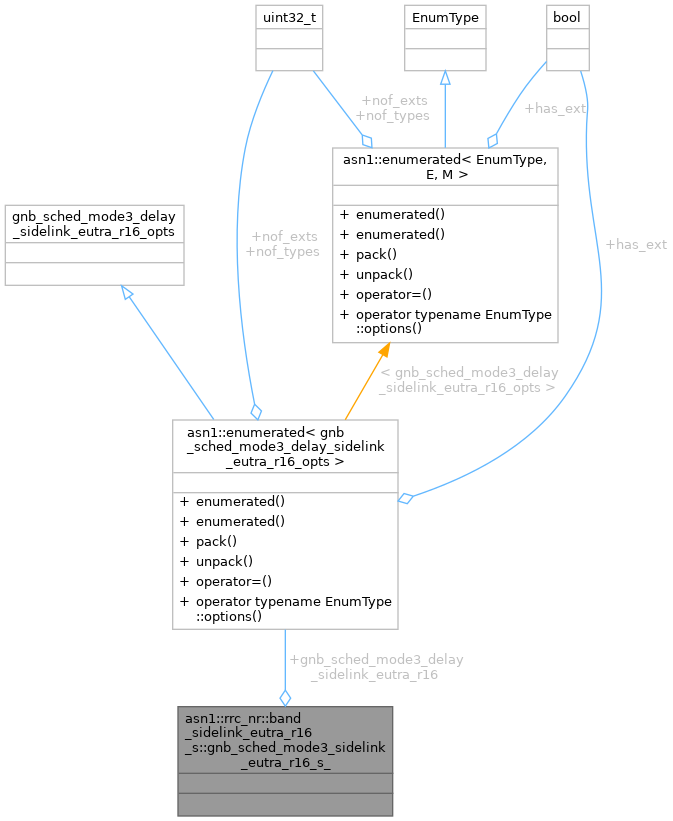 uint32_t
EnumType
bool
+nof_exts
+nof_types
+has_ext
asn1::enumerated< EnumType,
E, M >
+ enumerated()
+ enumerated()
+ pack()
+ unpack()
+ operator=()
+ operator typename EnumType
::options()
gnb_sched_mode3_delay
_sidelink_eutra_r16_opts
+nof_exts
+nof_types
+has_ext
< gnb_sched_mode3_delay
_sidelink_eutra_r16_opts >
asn1::enumerated< gnb
_sched_mode3_delay_sidelink
_eutra_r16_opts >
+ enumerated()
+ enumerated()
+ pack()
+ unpack()
+ operator=()
+ operator typename EnumType
::options()
+gnb_sched_mode3_delay
_sidelink_eutra_r16
asn1::rrc_nr::band
_sidelink_eutra_r16
_s::gnb_sched_mode3_sidelink
_eutra_r16_s_